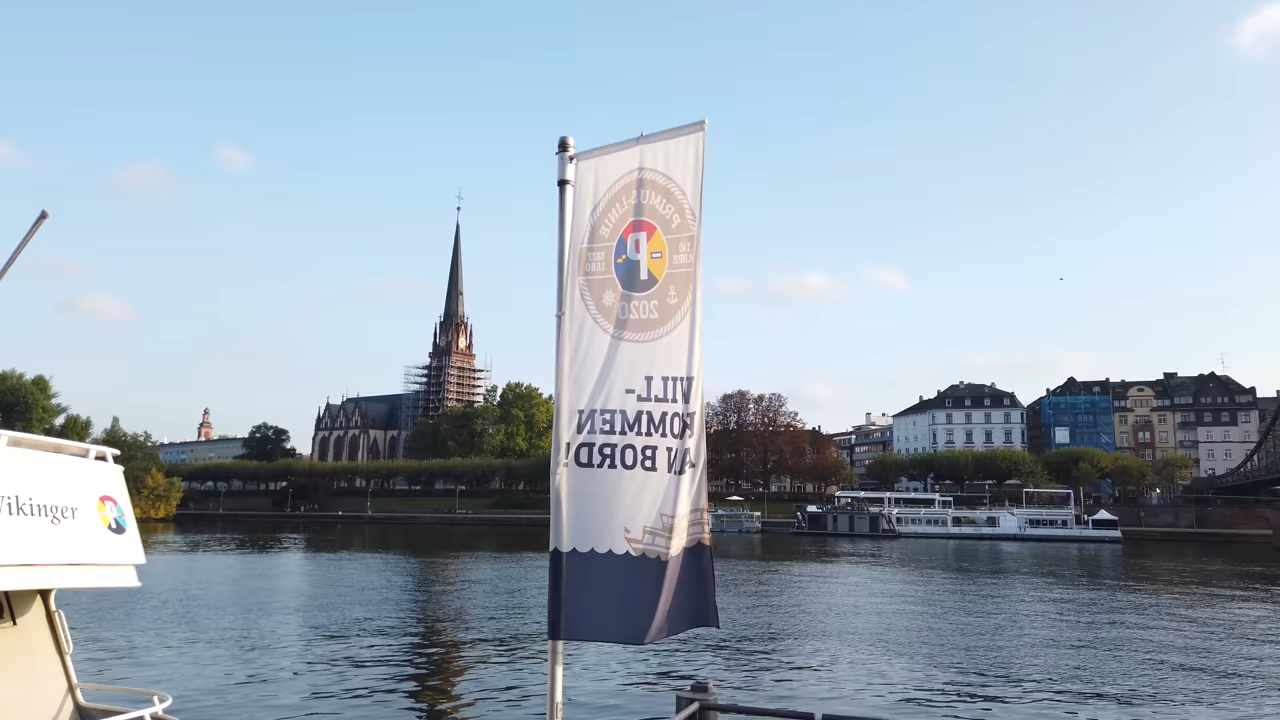 PRIMUS-LINIE
P
SEIT
1880
140
JAHRE
2020
WILL-
KOMMEN
AN BORD!
Wikinger
P